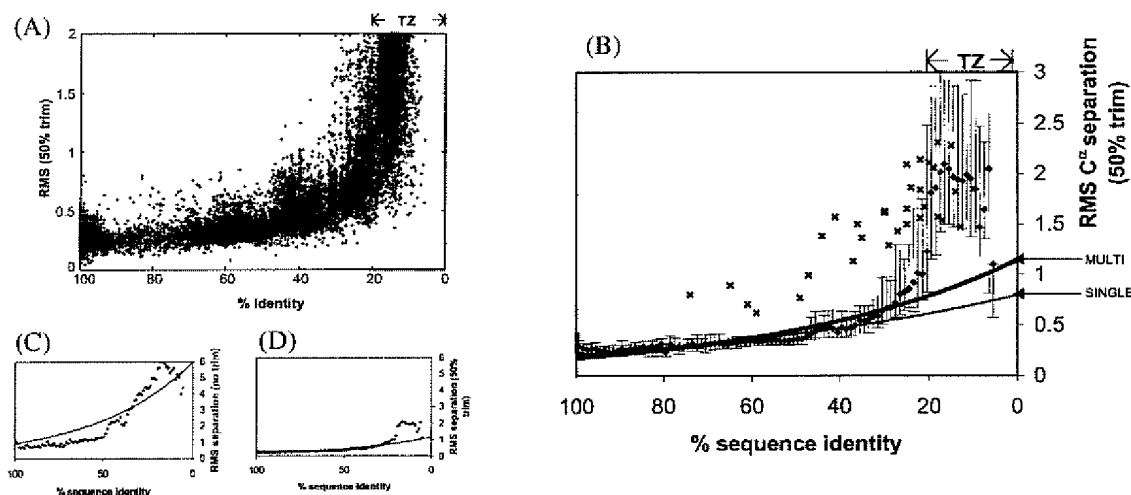 (A)
TZ
2
1.5
1
0.5
0
RMS (50% trim)
100 80 60 40 20 0
% Identity
(B)
TZ
3
2.5
2
1.5
1
0.5
0
RMS Cα separation
(50% trim)
MULTI
SINGLE
100 80 60 40 20 0
% sequence identity
(C)
6
5
4
3
2
1
0
RMS separation (no trim)
100 50 0
% sequence identity
(D)
6
5
4
3
2
1
0
RMS separation (50%
trim)
100 50 0
% sequence identity